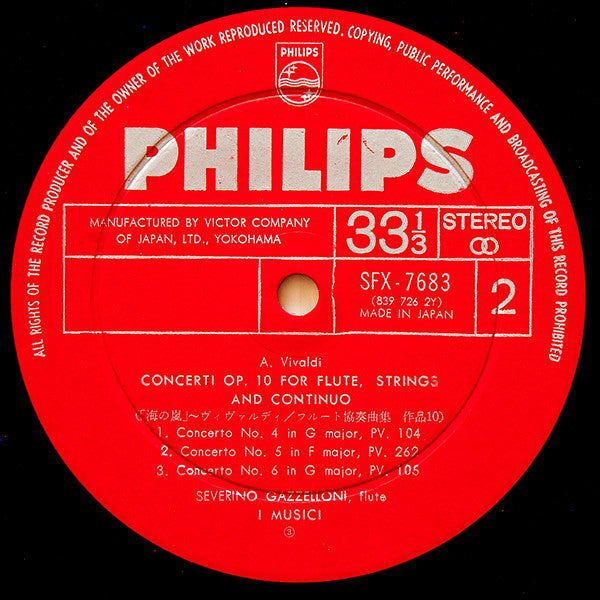 ALL RIGHTS OF THE RECORD PRODUCER AND OF THE OWNER OF THE WORK REPRODUCED RESERVED. COPYING, PUBLIC PERFORMANCE AND BROADCASTING OF THIS RECORD PROHIBITED
PHILIPS
PHILIPS
MANUFACTURED BY VICTOR COMPANY
OF JAPAN, LTD., YOKOHAMA
33 1/3
STEREO
SFX-7683
(839 726 2Y)
MADE IN JAPAN
2
A. Vivaldi
CONCERTI OP. 10 FOR FLUTE, STRINGS
AND CONTINUO
(「海の嵐」〜ヴィヴァルディ/フルート協奏曲集 作品10)
1. Concerto No. 4 in G major, PV. 104
2. Concerto No. 5 in F major, PV. 262
3. Concerto No. 6 in G major, PV. 105
SEVERINO GAZZELLONI, flute
I MUSICI
③